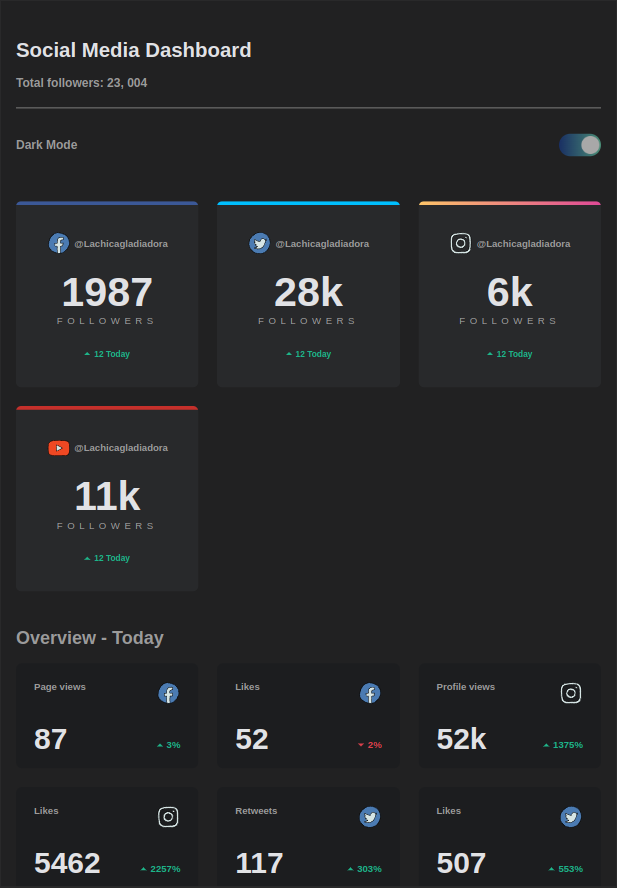 Social Media Dashboard
Total followers: 23, 004
Dark Mode
@Lachicagladiadora
1987
FOLLOWERS
12 Today
@Lachicagladiadora
28k
FOLLOWERS
12 Today
@Lachicagladiadora
6k
FOLLOWERS
12 Today
@Lachicagladiadora
11k
FOLLOWERS
12 Today
Overview - Today
Page views
87
3%
Likes
52
2%
Profile views
52k
1375%
Likes
5462
2257%
Retweets
117
303%
Likes
507
553%